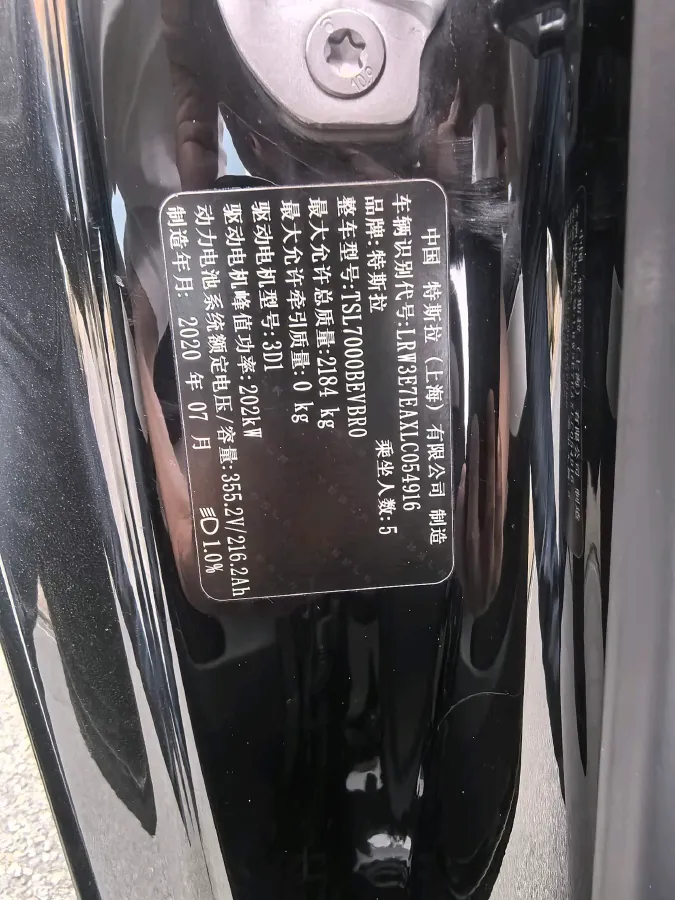 中国 特斯拉 (上海) 有限公司 制造
车辆识别代号:LRW3E7EAXLC054916
品牌:特斯拉 乘坐人数:5
整车型号:TSL7000BEVBR0
最大允许总质量:2184 kg
最大允许牵引质量:0 kg
驱动电机型号:3D1
驱动电机峰值功率:202kW
动力电池系统额定电压/容量:355.2V/216.2Ah
制造年月: 2020 年 07 月 1.0%
10.9